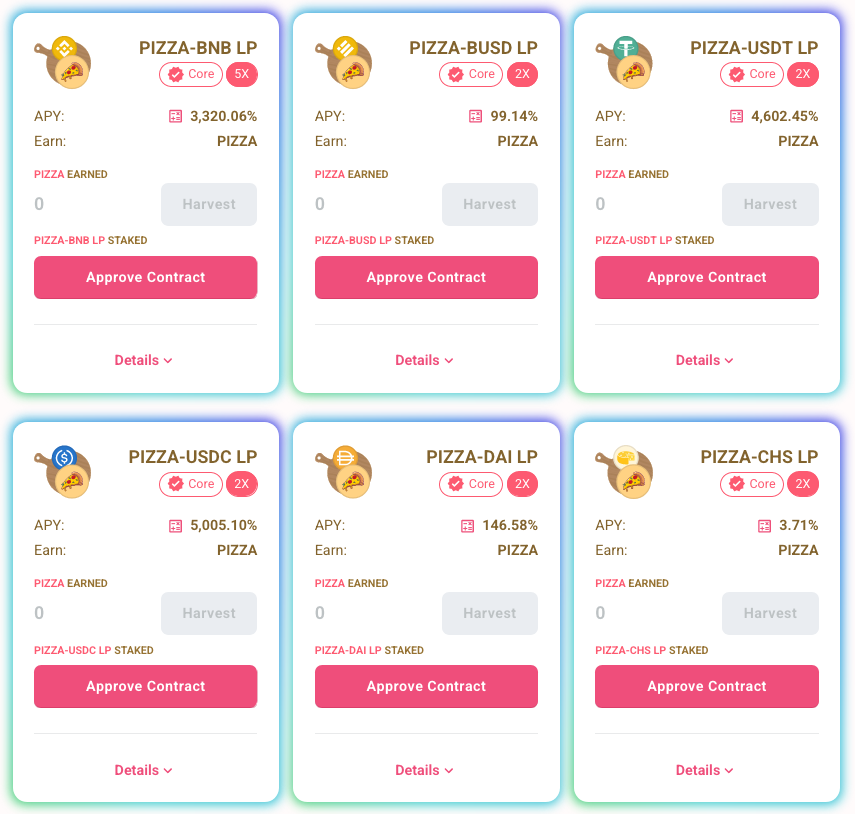 PIZZA-BNB LP
Core 5X
APY: 3,320.06%
Earn: PIZZA
PIZZA EARNED
0 Harvest
PIZZA-BNB LP STAKED
Approve Contract
Details
PIZZA-BUSD LP
Core 2X
APY: 99.14%
Earn: PIZZA
PIZZA EARNED
0 Harvest
PIZZA-BUSD LP STAKED
Approve Contract
Details
PIZZA-USDT LP
Core 2X
APY: 4,602.45%
Earn: PIZZA
PIZZA EARNED
0 Harvest
PIZZA-USDT LP STAKED
Approve Contract
Details
PIZZA-USDC LP
Core 2X
APY: 5,005.10%
Earn: PIZZA
PIZZA EARNED
0 Harvest
PIZZA-USDC LP STAKED
Approve Contract
Details
PIZZA-DAI LP
Core 2X
APY: 146.58%
Earn: PIZZA
PIZZA EARNED
0 Harvest
PIZZA-DAI LP STAKED
Approve Contract
Details
PIZZA-CHS LP
Core 2X
APY: 3.71%
Earn: PIZZA
PIZZA EARNED
0 Harvest
PIZZA-CHS LP STAKED
Approve Contract
Details